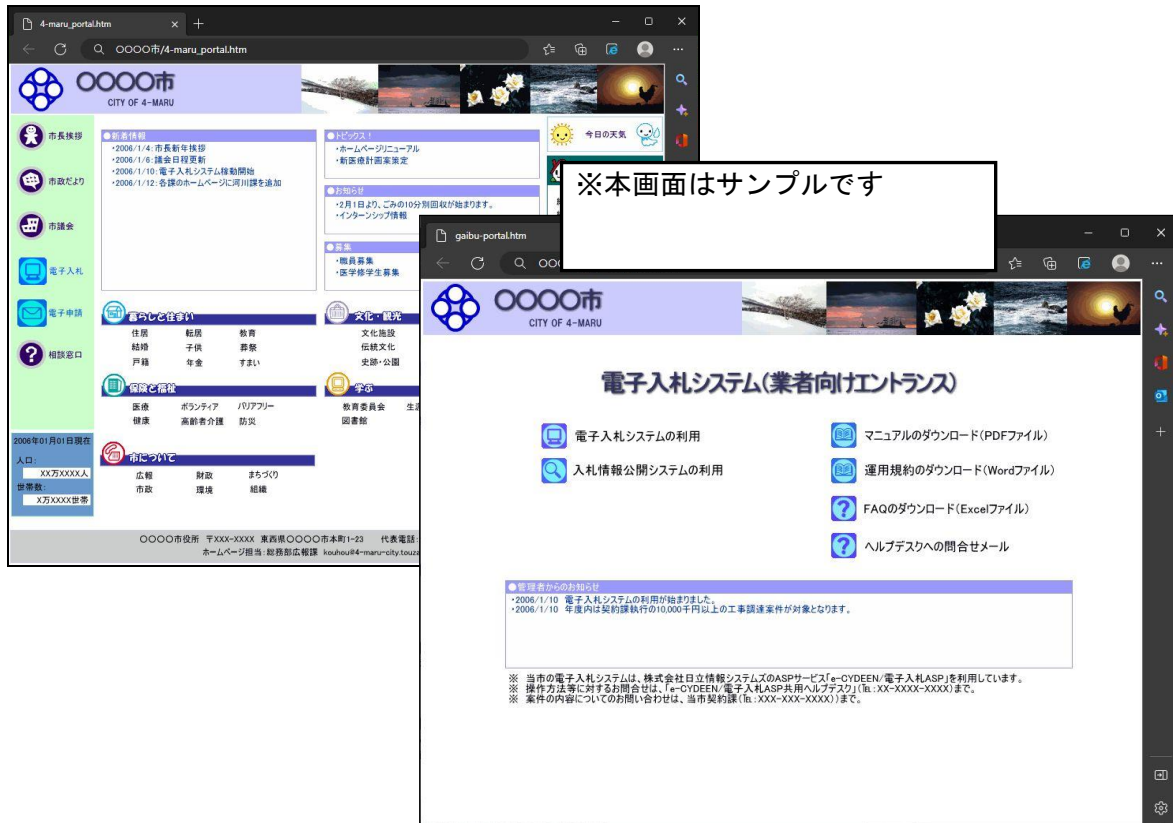 4-maru_portal.htm
〇〇〇〇市/4-maru_portal.htm
〇〇〇〇市
CITY OF 4-MARU
市長挨拶
市政だより
市議会
電子入札
電子申請
相談窓口
2006年01月01日現在
人口:
XX万XXXX人
世帯数:
X万XXXX世帯
●新着情報
・2006/1/4:市長新年挨拶
・2006/1/6:議会日程更新
・2006/1/10:電子入札システム稼動開始
・2006/1/12:各課のホームページに河川課を追加
●トピックス!
・ホームページリニューアル
・新医療計画案策定
●お知らせ
・2月1日より、ごみの10分別回収が始まります。
・インターンシップ情報
●募集
・職員募集
・医学修学生募集
今日の天気
暮らしと住まい
住居 転居 教育
結婚 子供 葬祭
戸籍 年金 すまい
文化・観光
文化施設
伝統文化
史跡・公園
保険と福祉
医療 ボランティア バリアフリー
健康 高齢者介護 防災
学ぶ
教育委員会
図書館
市について
広報 財政 まちづくり
市政 環境 組織
〇〇〇〇市役所 〒XXX-XXXX 東西県〇〇〇〇市本町1-23 代表電話:
ホームページ担当:総務部広報課 kouhou#4-maru-city.touza
※本画面はサンプルです
gaibu-portal.htm
〇〇〇〇市
CITY OF 4-MARU
電子入札システム(業者向けエントランス)
電子入札システムの利用
入札情報公開システムの利用
マニュアルのダウンロード(PDFファイル)
運用規約のダウンロード(Wordファイル)
FAQのダウンロード(Excelファイル)
ヘルプデスクへの問合せメール
●管理者からのお知らせ
・2006/1/10 電子入札システムの利用が始まりました。
・2006/1/10 年度内は契約課執行の10,000千円以上の工事調達案件が対象となります。
※ 当市の電子入札システムは、株式会社日立情報システムズのASPサービス「e-CYDEEN/電子入札ASP」を利用しています。
※ 操作方法等に対するお問合せは、「e-CYDEEN/電子入札ASP共用ヘルプデスク」(℡:XX-XXXX-XXXX)まで。
※ 案件の内容についてのお問い合わせは、当市契約課(℡:XXX-XXX-XXXX))まで。